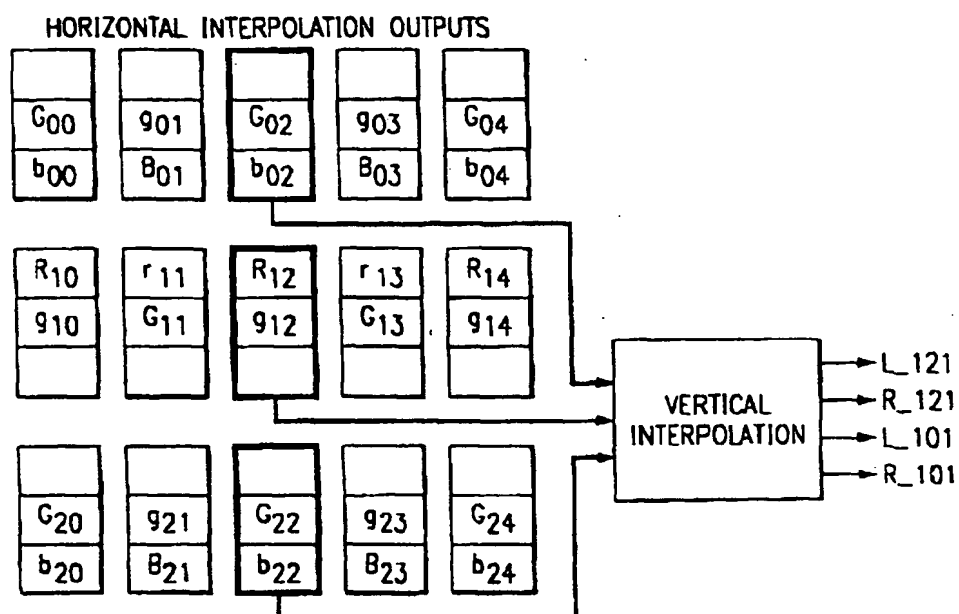 HORIZONTAL INTERPOLATION OUTPUTS
G00 g01 G02 g03 G04
b00 B01 b02 B03 b04
R10 r11 R12 r13 R14
g10 G11 g12 G13 g14
L_121
R_121
VERTICAL
INTERPOLATION
L_101
R_101
G20 g21 G22 g23 G24
b20 B21 b22 B23 b24